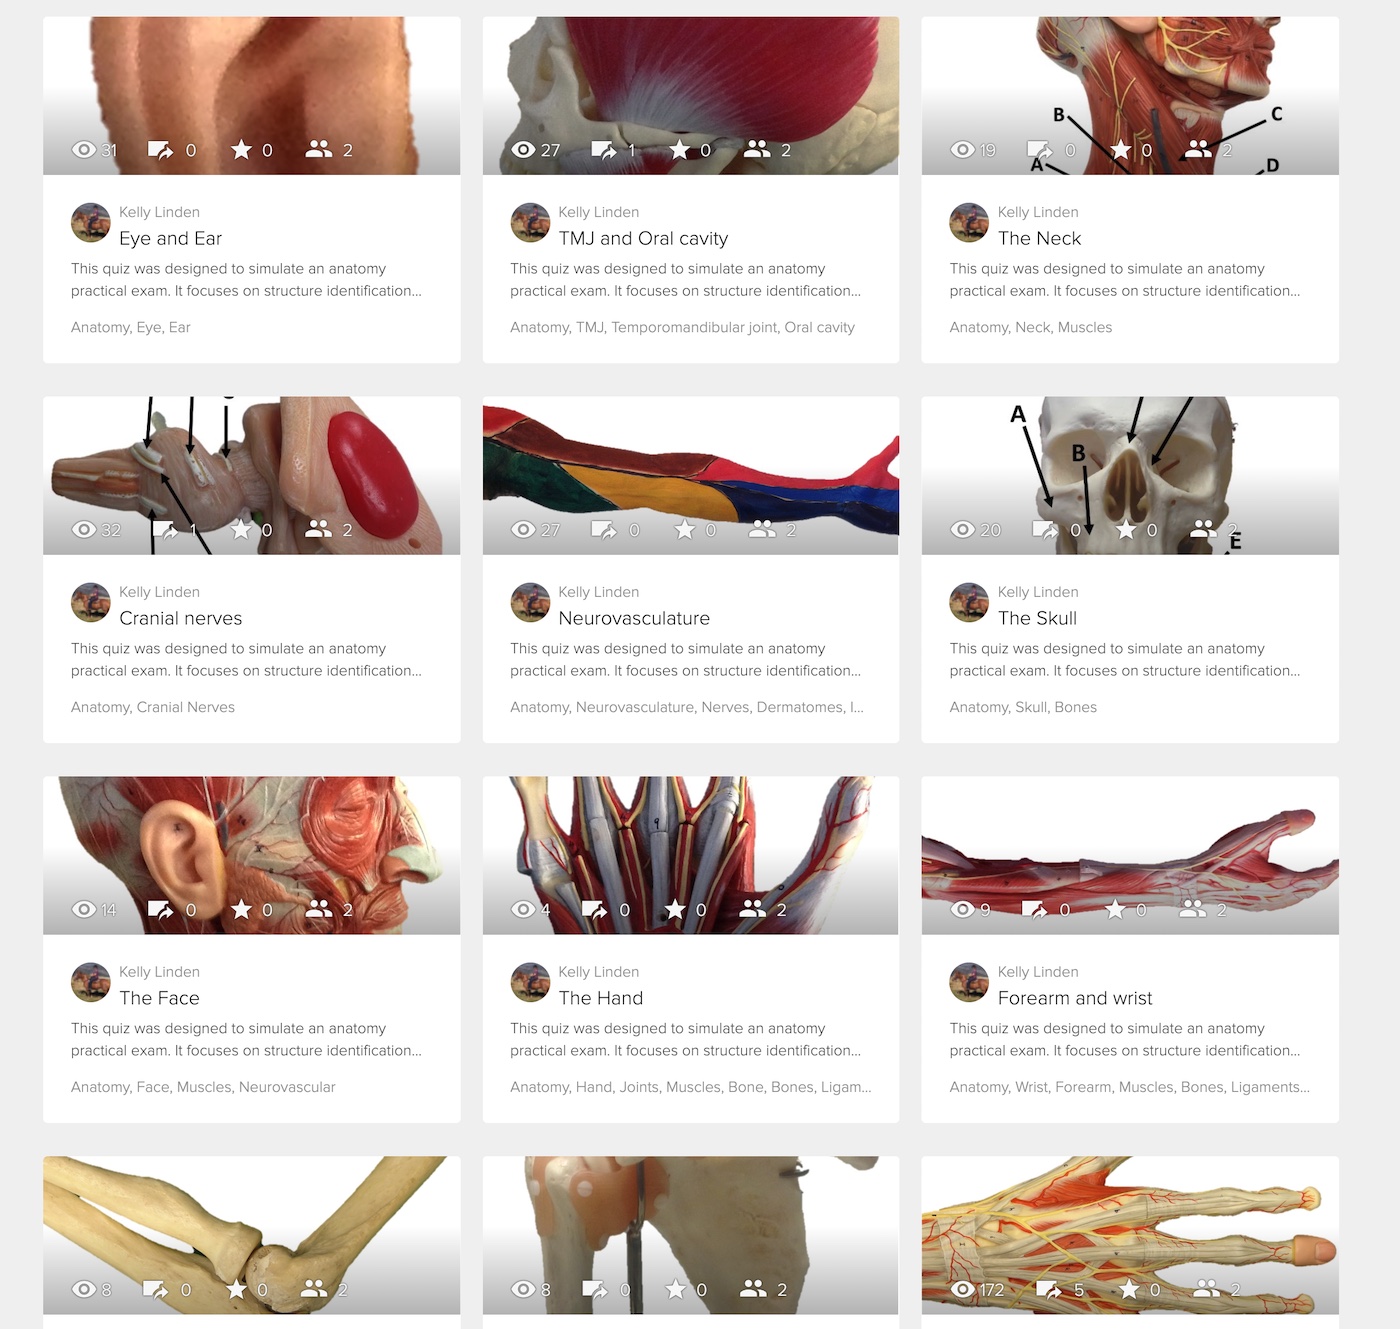 31 0 0 2
27 1 0 2
B
C
A
D
19 0 0 2
Kelly Linden
Eye and Ear
This quiz was designed to simulate an anatomy
practical exam. It focuses on structure identification...
Anatomy, Eye, Ear
Kelly Linden
TMJ and Oral cavity
This quiz was designed to simulate an anatomy
practical exam. It focuses on structure identification...
Anatomy, TMJ, Temporomandibular joint, Oral cavity
Kelly Linden
The Neck
This quiz was designed to simulate an anatomy
practical exam. It focuses on structure identification...
Anatomy, Neck, Muscles
32 1 0 2
27 0 0 2
A
B
20 0 0 2
E
Kelly Linden
Cranial nerves
This quiz was designed to simulate an anatomy
practical exam. It focuses on structure identification...
Anatomy, Cranial Nerves
Kelly Linden
Neurovasculature
This quiz was designed to simulate an anatomy
practical exam. It focuses on structure identification...
Anatomy, Neurovasculature, Nerves, Dermatomes, I...
Kelly Linden
The Skull
This quiz was designed to simulate an anatomy
practical exam. It focuses on structure identification...
Anatomy, Skull, Bones
14 0 0 2
9
4 0 0 2
9 0 0 2
Kelly Linden
The Face
This quiz was designed to simulate an anatomy
practical exam. It focuses on structure identification...
Anatomy, Face, Muscles, Neurovascular
Kelly Linden
The Hand
This quiz was designed to simulate an anatomy
practical exam. It focuses on structure identification...
Anatomy, Hand, Joints, Muscles, Bone, Bones, Ligam...
Kelly Linden
Forearm and wrist
This quiz was designed to simulate an anatomy
practical exam. It focuses on structure identification...
Anatomy, Wrist, Forearm, Muscles, Bones, Ligaments...
8 0 0 2
8 0 0 2
172 5 0 2